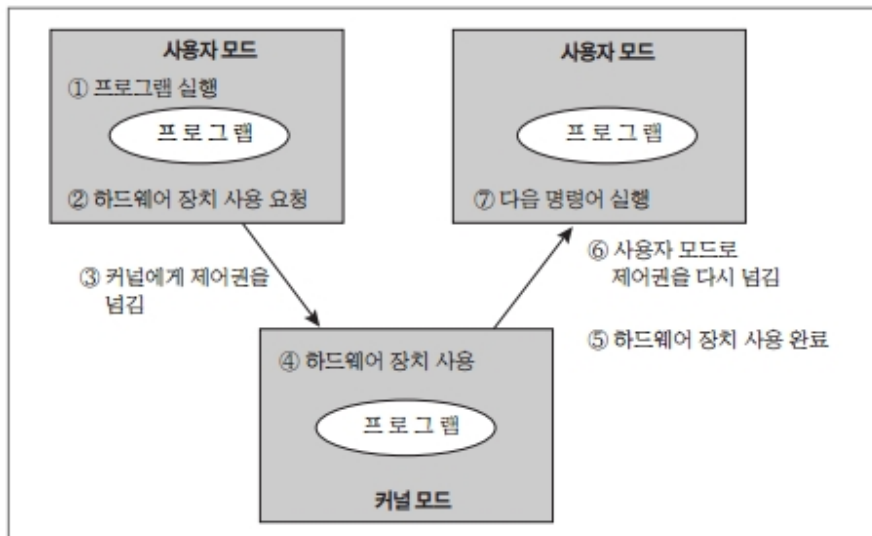 사용자 모드
① 프로그램 실행
프 로 그 램
② 하드웨어 장치 사용 요청
사용자 모드
프 로 그 램
⑦ 다음 명령어 실행
③ 커널에게 제어권을
넘김
⑥ 사용자 모드로
제어권을 다시 넘김
⑤ 하드웨어 장치 사용 완료
④ 하드웨어 장치 사용
프 로 그 램
커널 모드